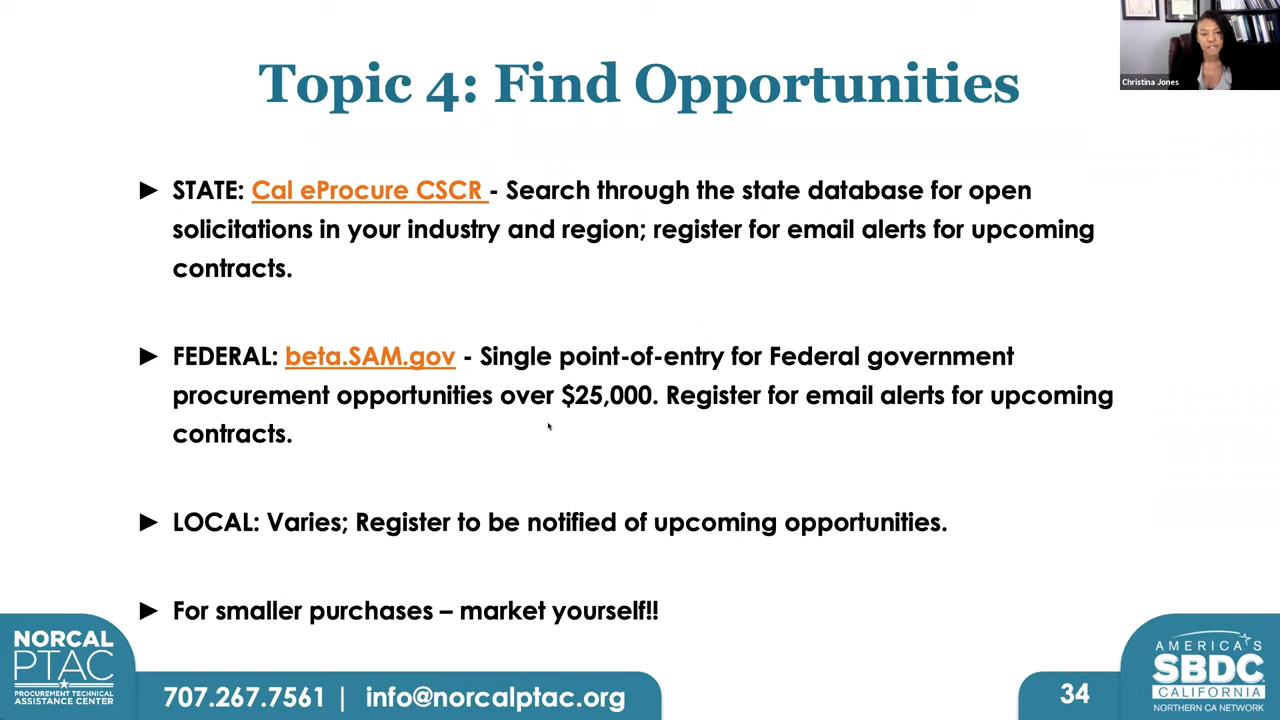 Christina Jones
Topic 4: Find Opportunities
► STATE: Cal eProcure CSCR - Search through the state database for open
solicitations in your industry and region; register for email alerts for upcoming
contracts.
► FEDERAL: beta.SAM.gov - Single point-of-entry for Federal government
procurement opportunities over $25,000. Register for email alerts for upcoming
contracts.
► LOCAL: Varies; Register to be notified of upcoming opportunities.
► For smaller purchases – market yourself!!
NORCAL
PTAC
PROCUREMENT TECHNICAL
ASSISTANCE CENTER
707.267.7561 | info@norcalptac.org
34
AMERICA'S
SBDC
CALIFORNIA
NORTHERN CA NETWORK